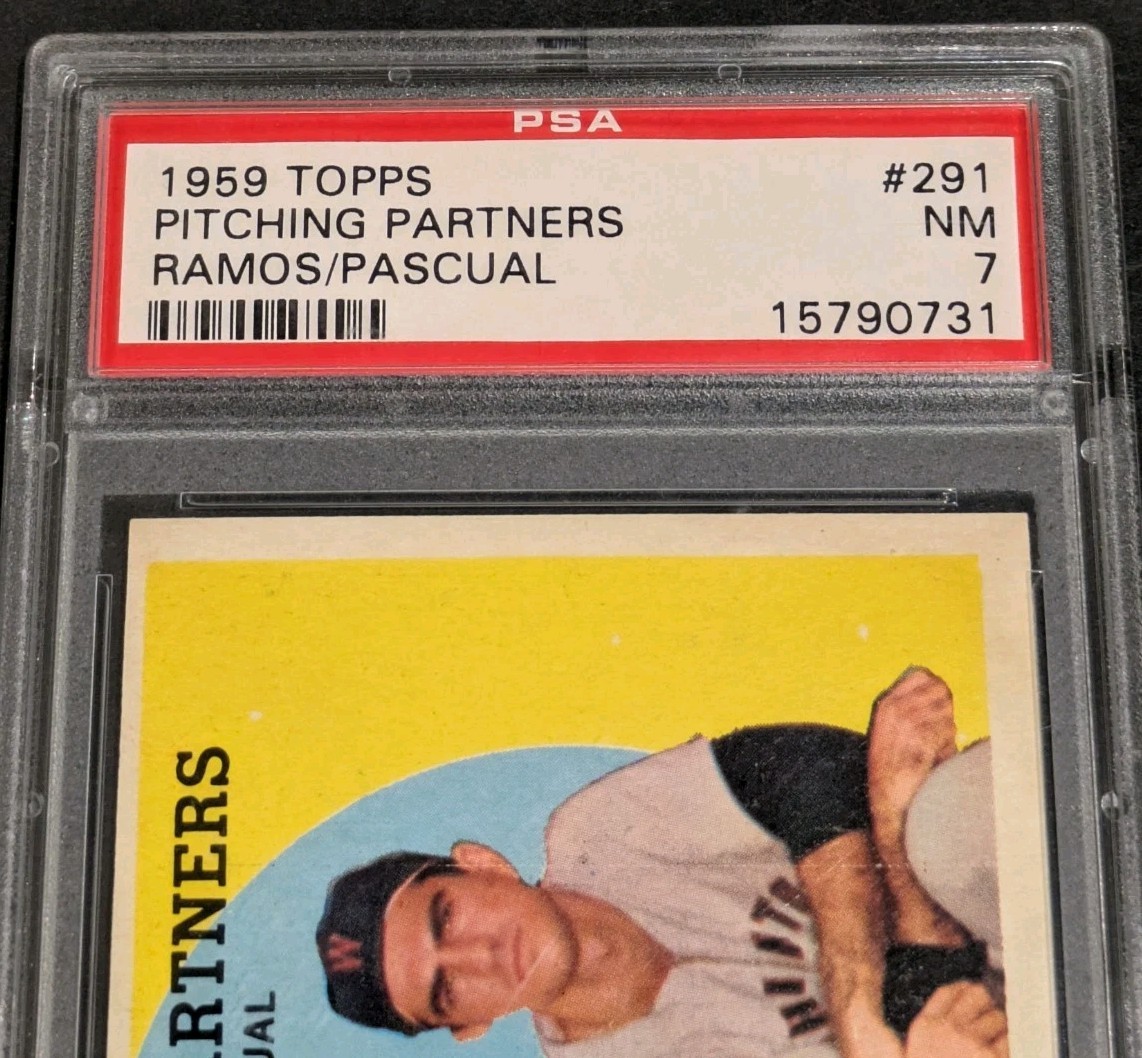 PSA
1959 TOPPS #291
PITCHING PARTNERS NM
RAMOS/PASCUAL 7
15790731
RTNERS
UAL
W